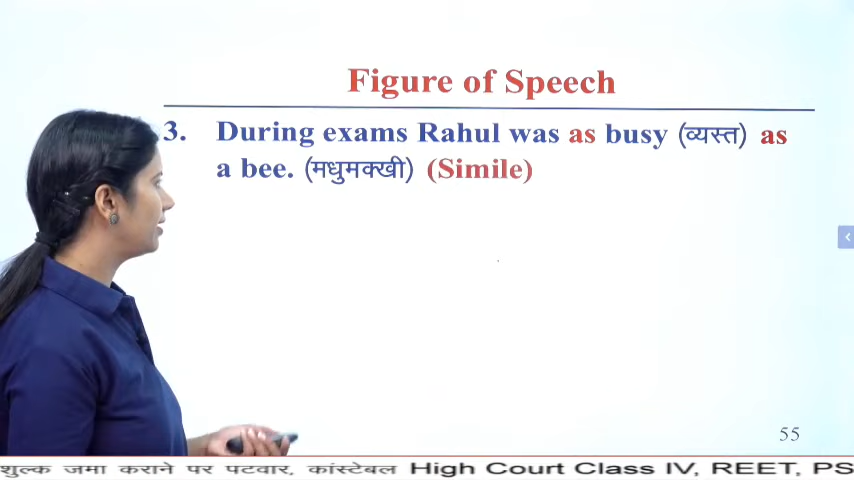 Figure of Speech
3. During exams Rahul was as busy (व्यस्त) as
a bee. (मधुमक्खी) (Simile)
55
शुल्क जमा कराने पर पटवार, कांस्टेबल High Court Class IV, REET, PS